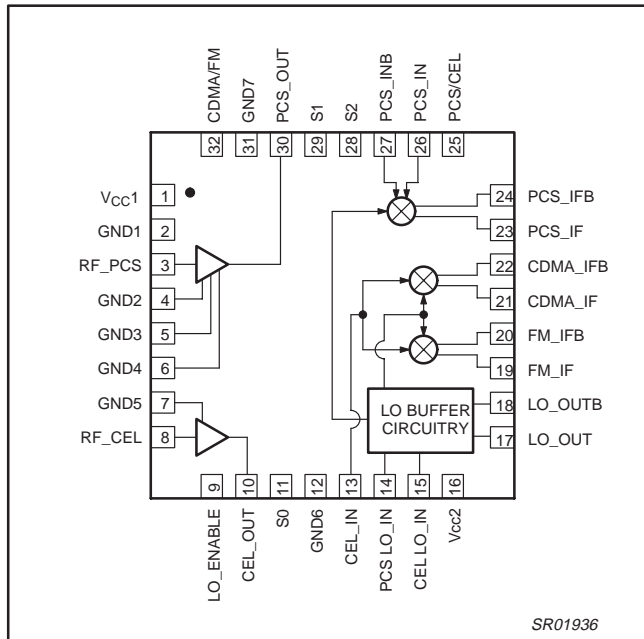 CDMA/FM
GND7
PCS_OUT
S1
S2
PCS_INB
PCS_IN
PCS/CEL
32
31
30
29
28
27
26
25
VCC1 1
GND1 2
RF_PCS 3
GND2 4
GND3 5
GND4 6
GND5 7
RF_CEL 8
24 PCS_IFB
23 PCS_IF
22 CDMA_IFB
21 CDMA_IF
20 FM_IFB
19 FM_IF
18 LO_OUTB
17 LO_OUT
LO BUFFER
CIRCUITRY
9
10
11
12
13
14
15
16
LO_ENABLE
CEL_OUT
S0
GND6
CEL_IN
PCS LO_IN
CEL LO_IN
Vcc2
SR01936